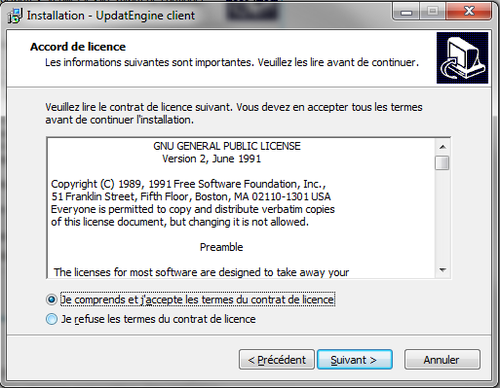 Installation - UpdatEngine client
Accord de licence
Les informations suivantes sont importantes. Veuillez les lire avant de continuer.
Veuillez lire le contrat de licence suivant. Vous devez en accepter tous les termes
avant de continuer l'installation.
GNU GENERAL PUBLIC LICENSE
Version 2, June 1991
Copyright (C) 1989, 1991 Free Software Foundation, Inc.,
51 Franklin Street, Fifth Floor, Boston, MA 02110-1301 USA
Everyone is permitted to copy and distribute verbatim copies
of this license document, but changing it is not allowed.
Preamble
The licenses for most software are designed to take away your
Je comprends et j'accepte les termes du contrat de licence
Je refuse les termes du contrat de licence
< Précédent Suivant > Annuler